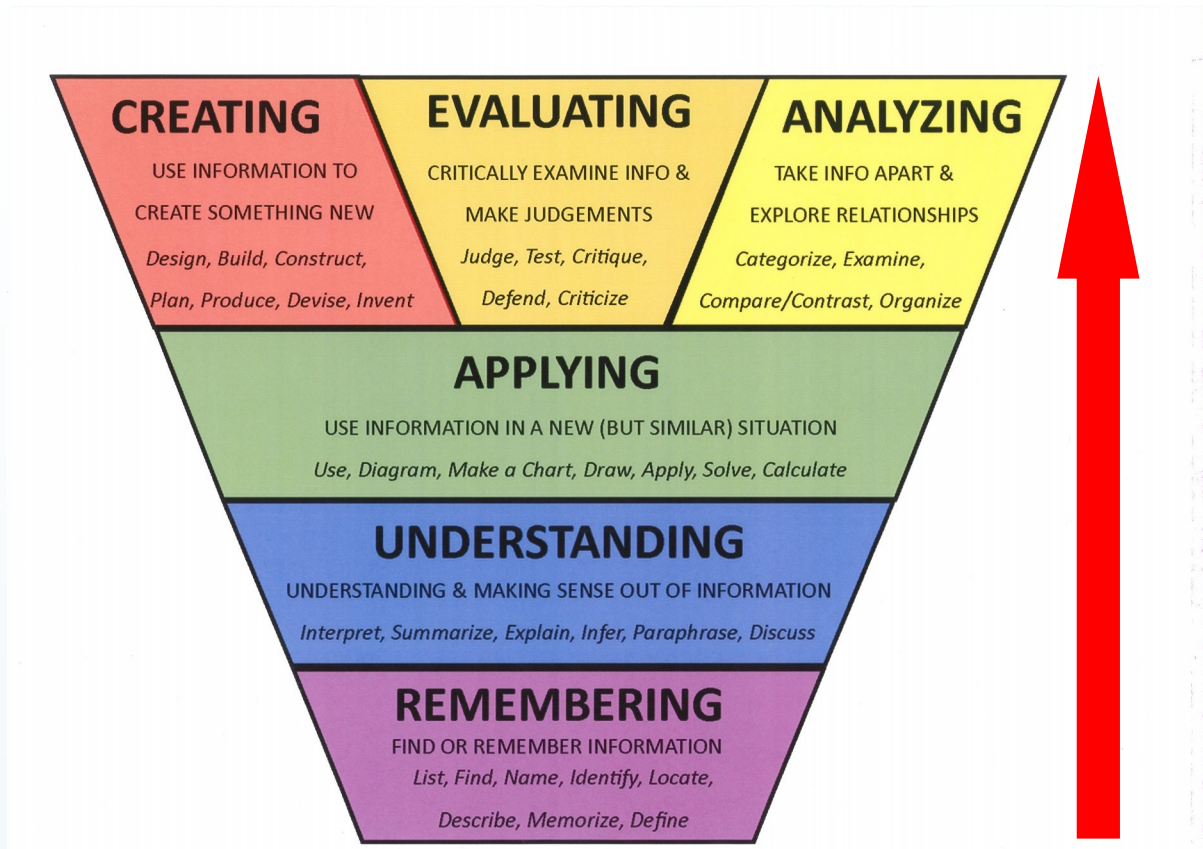 CREATING
USE INFORMATION TO
CREATE SOMETHING NEW
Design, Build, Construct,
Plan, Produce, Devise, Invent
EVALUATING
CRITICALLY EXAMINE INFO &
MAKE JUDGEMENTS
Judge, Test, Critique,
Defend, Criticize
ANALYZING
TAKE INFO APART &
EXPLORE RELATIONSHIPS
Categorize, Examine,
Compare/Contrast, Organize
APPLYING
USE INFORMATION IN A NEW (BUT SIMILAR) SITUATION
Use, Diagram, Make a Chart, Draw, Apply, Solve, Calculate
UNDERSTANDING
UNDERSTANDING & MAKING SENSE OUT OF INFORMATION
Interpret, Summarize, Explain, Infer, Paraphrase, Discuss
REMEMBERING
FIND OR REMEMBER INFORMATION
List, Find, Name, Identify, Locate,
Describe, Memorize, Define